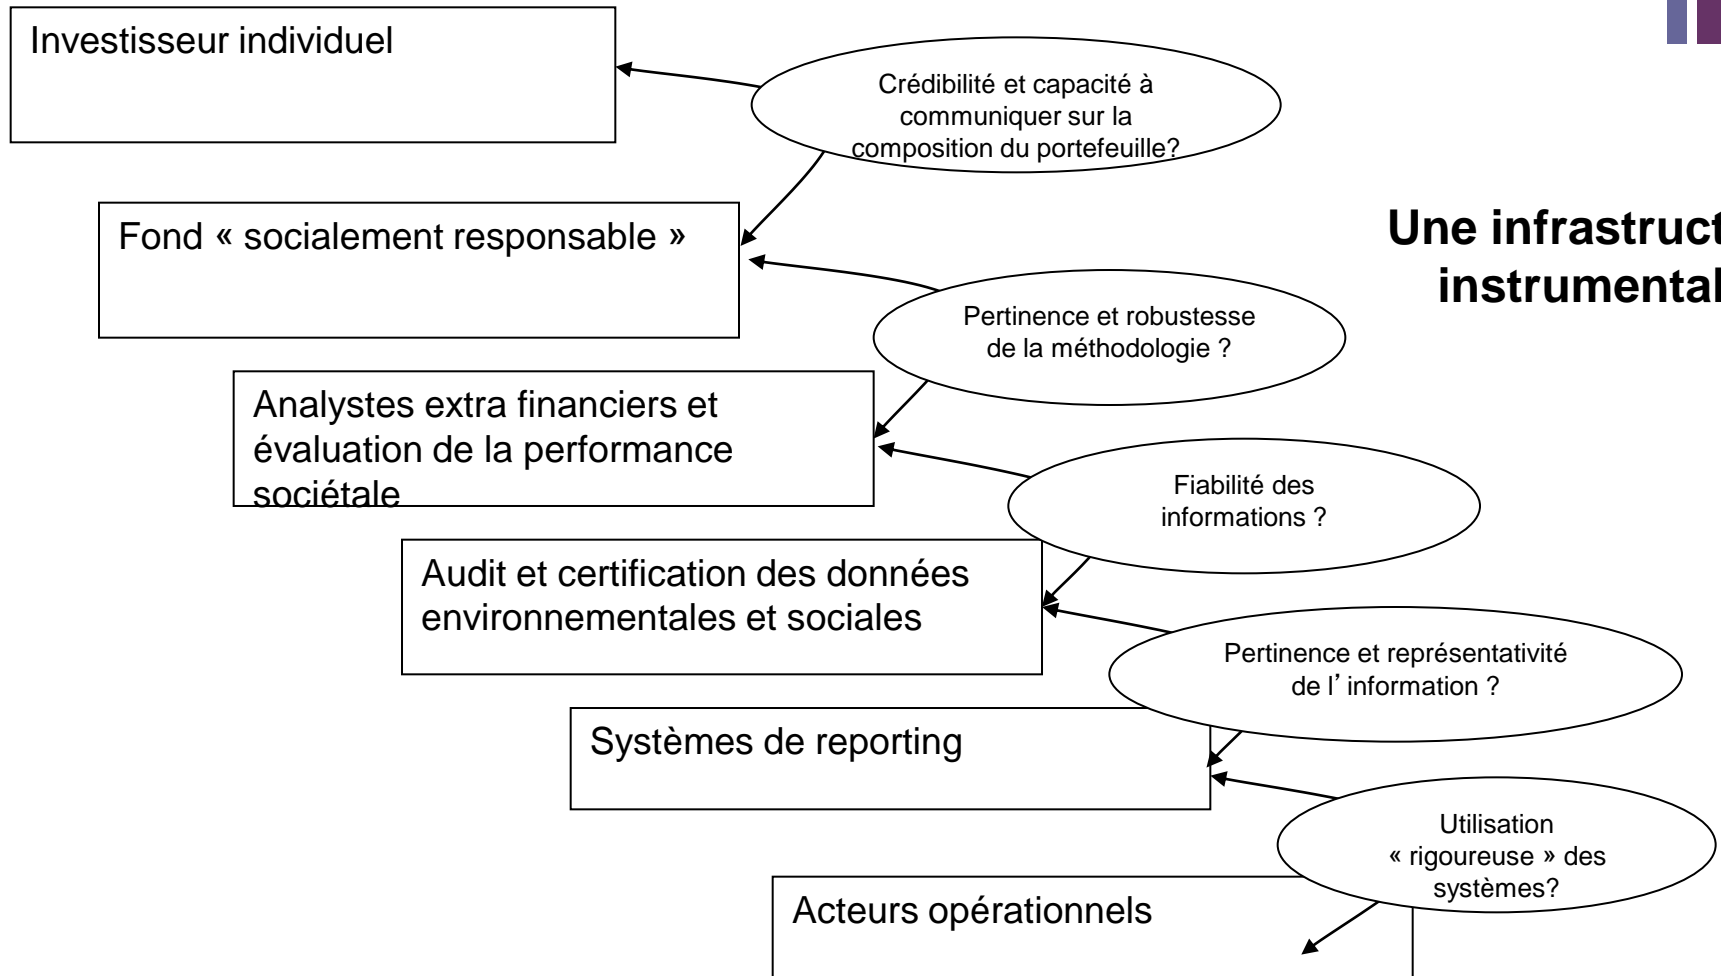 Investisseur individuel
Crédibilité et capacité à
communiquer sur la
composition du portefeuille?
Fond « socialement responsable »
Une infrastruct
instrumental
Pertinence et robustesse
de la méthodologie ?
Analystes extra financiers et
évaluation de la performance
sociétale
Fiabilité des
informations ?
Audit et certification des données
environnementales et sociales
Pertinence et représentativité
de l’information ?
Systèmes de reporting
Utilisation
« rigoureuse » des
systèmes?
Acteurs opérationnels